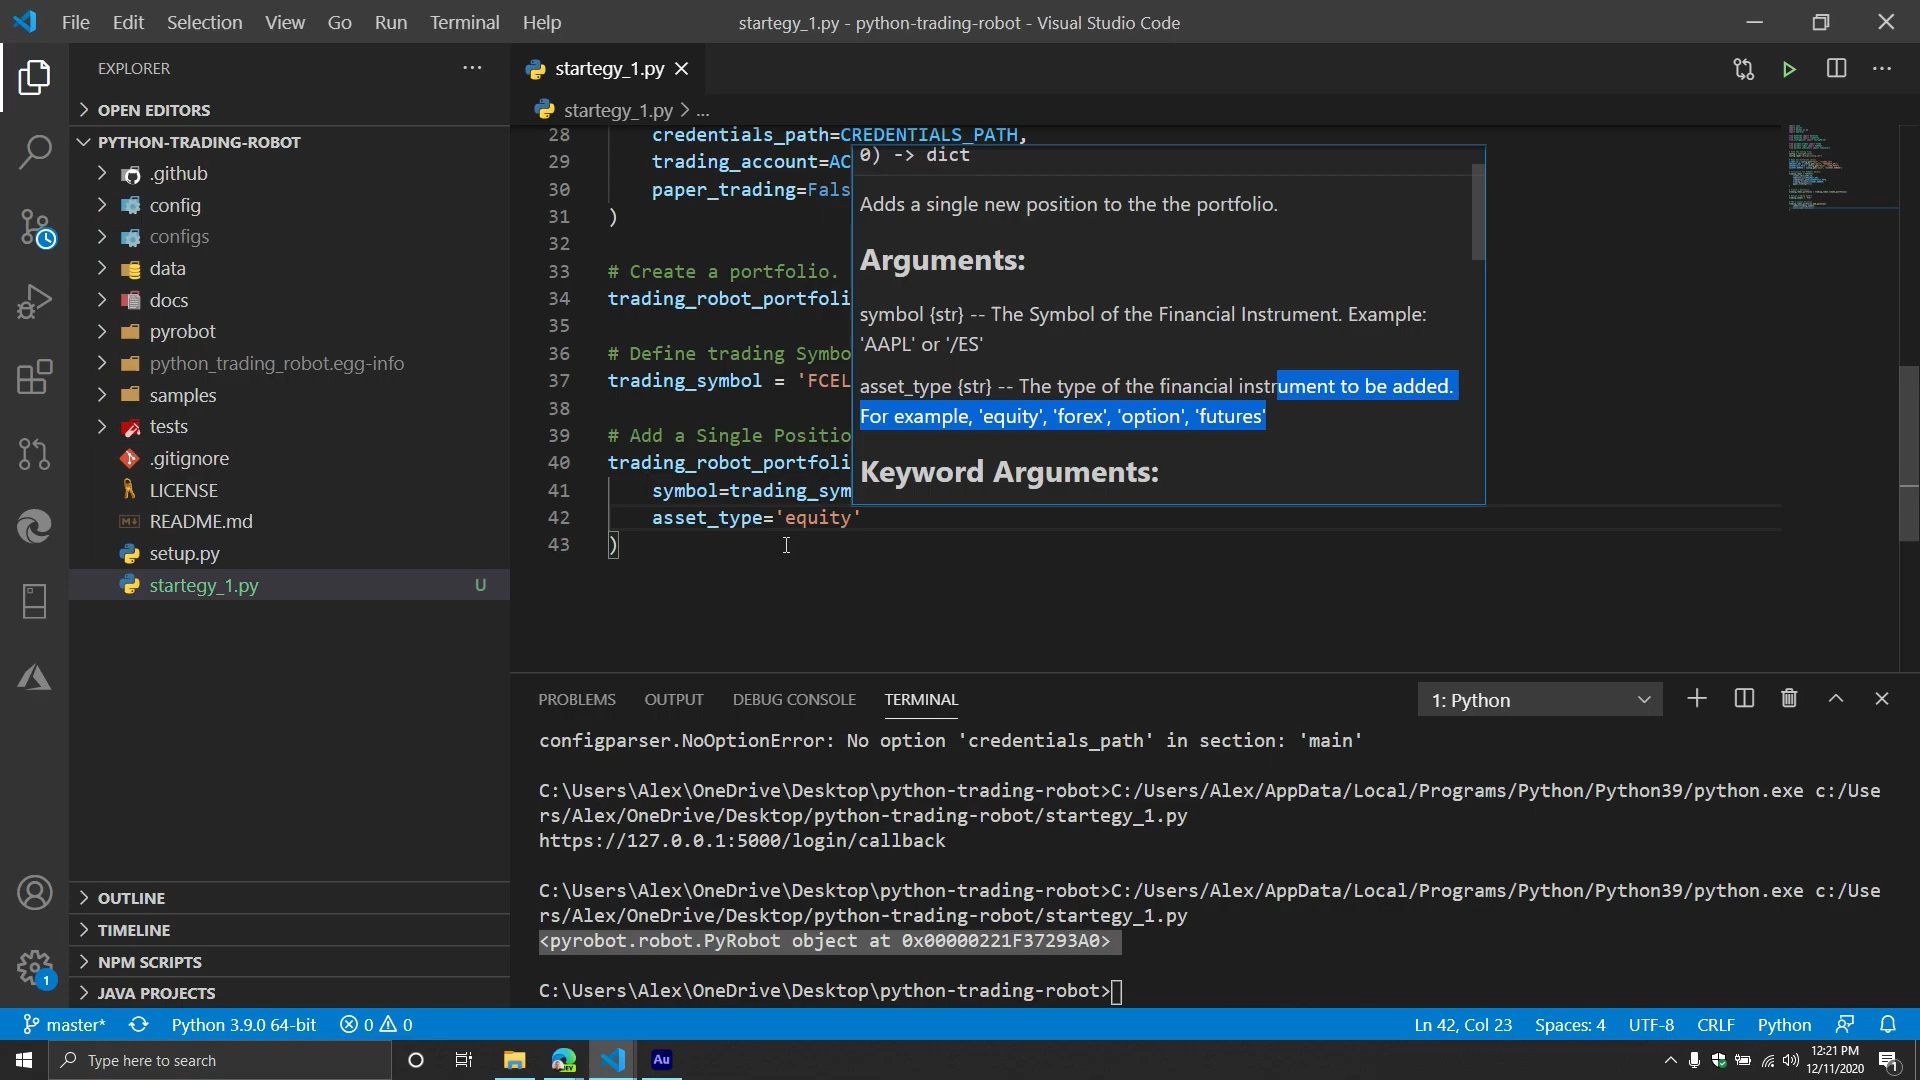 File Edit Selection View Go Run Terminal Help
startegy_1.py - python-trading-robot - Visual Studio Code
EXPLORER
OPEN EDITORS
PYTHON-TRADING-ROBOT
.github
config
configs
data
docs
pyrobot
python_trading_robot.egg-info
samples
tests
.gitignore
LICENSE
README.md
setup.py
startegy_1.py U
OUTLINE
TIMELINE
NPM SCRIPTS
JAVA PROJECTS
1
startegy_1.py
startegy_1.py > ...
28 credentials_path=CREDENTIALS_PATH,
29 trading_account=AC
30 paper_trading=Fals
31 )
32
33 # Create a portfolio.
34 trading_robot_portfoli
35
36 # Define trading Symbo
37 trading_symbol = 'FCEL
38
39 # Add a Single Positio
40 trading_robot_portfoli
41 symbol=trading_sym
42 asset_type='equity'
43 )
0) -> dict
Adds a single new position to the the portfolio.
Arguments:
symbol {str} -- The Symbol of the Financial Instrument. Example:
'AAPL' or '/ES'
asset_type {str} -- The type of the financial instrument to be added.
For example, 'equity', 'forex', 'option', 'futures'
Keyword Arguments:
PROBLEMS OUTPUT DEBUG CONSOLE TERMINAL
1: Python
configparser.NoOptionError: No option 'credentials_path' in section: 'main'
C:\Users\Alex\OneDrive\Desktop\python-trading-robot>C:/Users/Alex/AppData/Local/Programs/Python/Python39/python.exe c:/Use
rs/Alex/OneDrive/Desktop/python-trading-robot/startegy_1.py
https://127.0.0.1:5000/login/callback
C:\Users\Alex\OneDrive\Desktop\python-trading-robot>C:/Users/Alex/AppData/Local/Programs/Python/Python39/python.exe c:/Use
rs/Alex/OneDrive/Desktop/python-trading-robot/startegy_1.py
<pyrobot.robot.PyRobot object at 0x00000221F37293A0>
C:\Users\Alex\OneDrive\Desktop\python-trading-robot>
master* Python 3.9.0 64-bit 0 0
Ln 42, Col 23 Spaces: 4 UTF-8 CRLF Python
Type here to search
Au
12:21 PM
12/11/2020
1